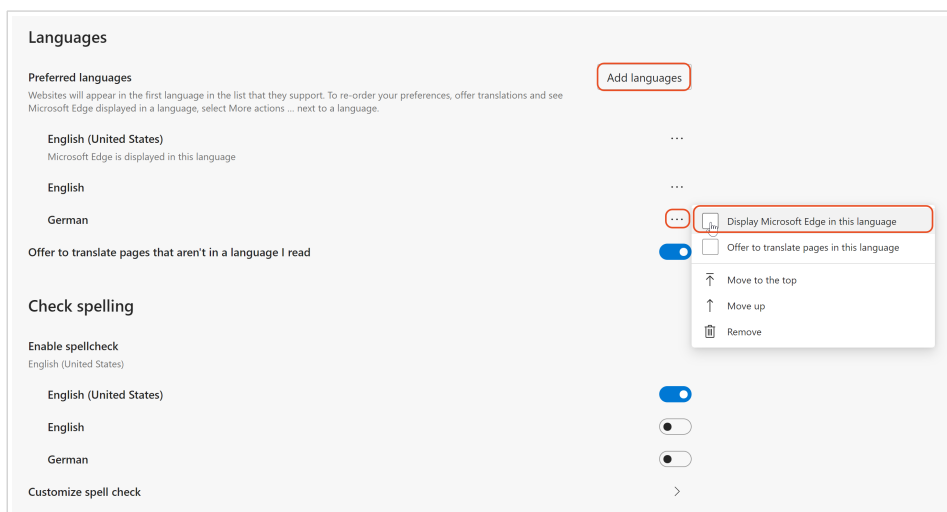 Languages
Preferred languages
Add languages
Websites will appear in the first language in the list that they support. To re-order your preferences, offer translations and see
Microsoft Edge displayed in a language, select More actions ... next to a language.
English (United States)
...
Microsoft Edge is displayed in this language
English
...
German
...
Display Microsoft Edge in this language
Offer to translate pages that aren't in a language I read
Offer to translate pages in this language
Move to the top
Move up
Remove
Check spelling
Enable spellcheck
English (United States)
English (United States)
English
German
Customize spell check